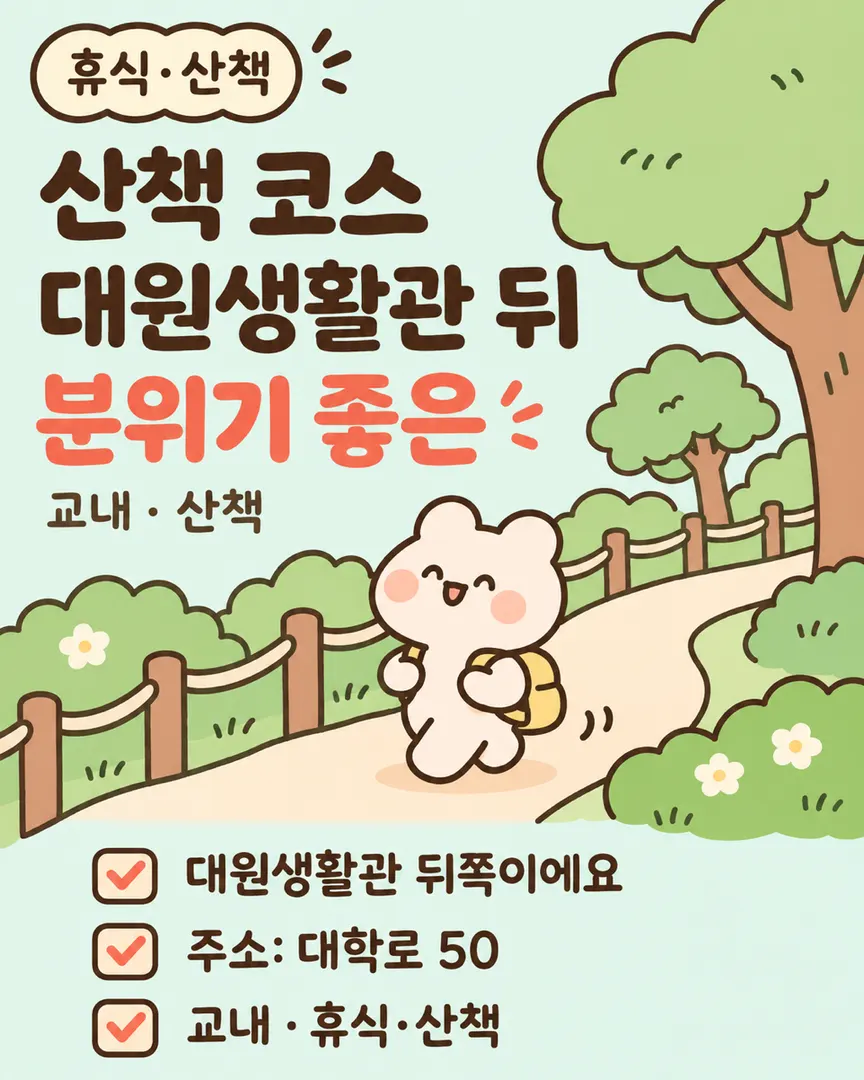 휴식·산책
산책 코스
대원생활관 뒤
분위기 좋은
교내 · 산책
대원생활관 뒤쪽이에요
주소: 대학로 50
교내 · 휴식·산책